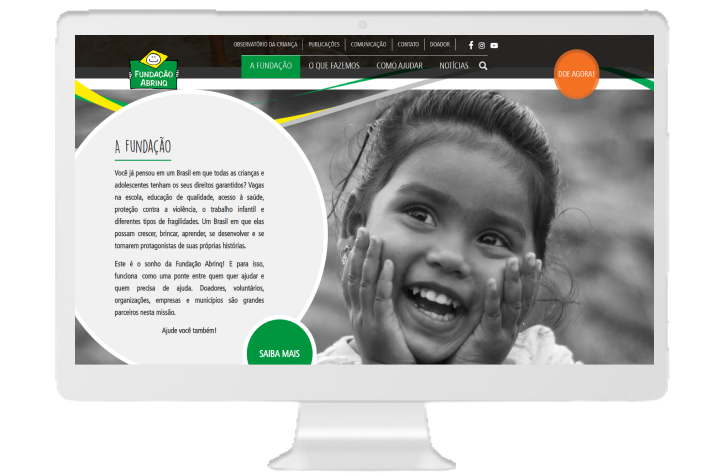 OBSERVATÓRIO DA CRIANÇA PUBLICAÇÕES COMUNICAÇÃO CONTATO DOADOR
A FUNDAÇÃO O QUE FAZEMOS COMO AJUDAR NOTÍCIAS
FUNDAÇÃO
ABRINQ
DOE AGORA!
A FUNDAÇÃO
Você já pensou em um Brasil em que todas as crianças e
adolescentes tenham os seus direitos garantidos? Vagas
na escola, educação de qualidade, acesso à saúde,
proteção contra a violência, o trabalho infantil e
diferentes tipos de fragilidades. Um Brasil em que elas
possam crescer, brincar, aprender, se desenvolver e se
tornarem protagonistas de suas próprias histórias.
Este é o sonho da Fundação Abrinq! E para isso,
funciona como uma ponte entre quem quer ajudar e
quem precisa de ajuda. Doadores, voluntários,
organizações, empresas e municípios são grandes
parceiros nesta missão.
Ajude você também!
SAIBA MAIS